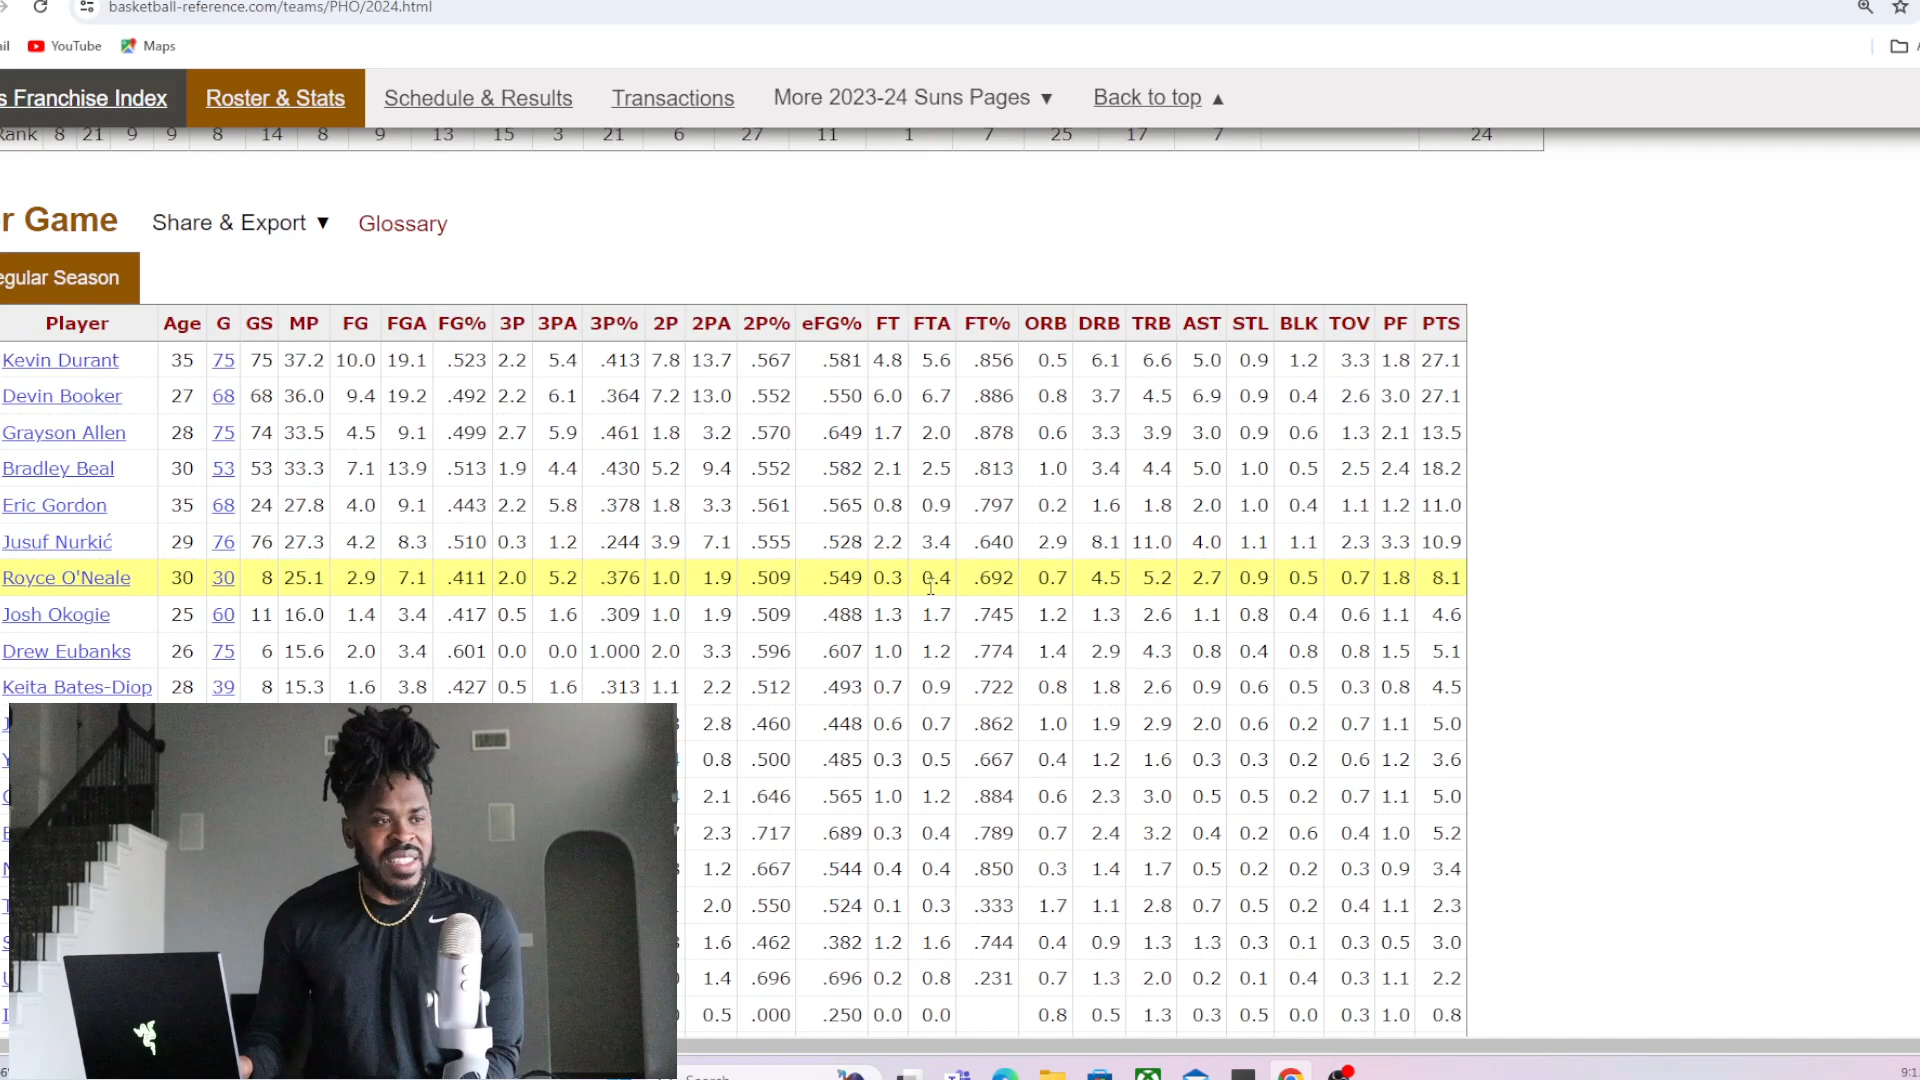 basketball-reference.com/teams/PHO/2024.html
il YouTube Maps
s Franchise Index Roster & Stats Schedule & Results Transactions More 2023-24 Suns Pages ▼ Back to top ▲
Rank 8 21 9 9 8 14 8 9 13 15 3 21 6 27 11 1 7 25 17 7 24
r Game Share & Export ▼ Glossary
egular Season
Player Age G GS MP FG FGA FG% 3P 3PA 3P% 2P 2PA 2P% eFG% FT FTA FT% ORB DRB TRB AST STL BLK TOV PF PTS
Kevin Durant 35 75 75 37.2 10.0 19.1 .523 2.2 5.4 .413 7.8 13.7 .567 .581 4.8 5.6 .856 0.5 6.1 6.6 5.0 0.9 1.2 3.3 1.8 27.1
Devin Booker 27 68 68 36.0 9.4 19.2 .492 2.2 6.1 .364 7.2 13.0 .552 .550 6.0 6.7 .886 0.8 3.7 4.5 6.9 0.9 0.4 2.6 3.0 27.1
Grayson Allen 28 75 74 33.5 4.5 9.1 .499 2.7 5.9 .461 1.8 3.2 .570 .649 1.7 2.0 .878 0.6 3.3 3.9 3.0 0.9 0.6 1.3 2.1 13.5
Bradley Beal 30 53 53 33.3 7.1 13.9 .513 1.9 4.4 .430 5.2 9.4 .552 .582 2.1 2.5 .813 1.0 3.4 4.4 5.0 1.0 0.5 2.5 2.4 18.2
Eric Gordon 35 68 24 27.8 4.0 9.1 .443 2.2 5.8 .378 1.8 3.3 .561 .565 0.8 0.9 .797 0.2 1.6 1.8 2.0 1.0 0.4 1.1 1.2 11.0
Jusuf Nurkić 29 76 76 27.3 4.2 8.3 .510 0.3 1.2 .244 3.9 7.1 .555 .528 2.2 3.4 .640 2.9 8.1 11.0 4.0 1.1 1.1 2.3 3.3 10.9
Royce O'Neale 30 30 8 25.1 2.9 7.1 .411 2.0 5.2 .376 1.0 1.9 .509 .549 0.3 0.4 .692 0.7 4.5 5.2 2.7 0.9 0.5 0.7 1.8 8.1
Josh Okogie 25 60 11 16.0 1.4 3.4 .417 0.5 1.6 .309 1.0 1.9 .509 .488 1.3 1.7 .745 1.2 1.3 2.6 1.1 0.8 0.4 0.6 1.1 4.6
Drew Eubanks 26 75 6 15.6 2.0 3.4 .601 0.0 0.0 1.000 2.0 3.3 .596 .607 1.0 1.2 .774 1.4 2.9 4.3 0.8 0.4 0.8 0.8 1.5 5.1
Keita Bates-Diop 28 39 8 15.3 1.6 3.8 .427 0.5 1.6 .313 1.1 2.2 .512 .493 0.7 0.9 .722 0.8 1.8 2.6 0.9 0.6 0.5 0.3 0.8 4.5
2.8 .460 .448 0.6 0.7 .862 1.0 1.9 2.9 2.0 0.6 0.2 0.7 1.1 5.0
0.8 .500 .485 0.3 0.5 .667 0.4 1.2 1.6 0.3 0.3 0.2 0.6 1.2 3.6
2.1 .646 .565 1.0 1.2 .884 0.6 2.3 3.0 0.5 0.5 0.2 0.7 1.1 5.0
2.3 .717 .689 0.3 0.4 .789 0.7 2.4 3.2 0.4 0.2 0.6 0.4 1.0 5.2
1.2 .667 .544 0.4 0.4 .850 0.3 1.4 1.7 0.5 0.2 0.2 0.3 0.9 3.4
2.0 .550 .524 0.1 0.3 .333 1.7 1.1 2.8 0.7 0.5 0.2 0.4 1.1 2.3
1.6 .462 .382 1.2 1.6 .744 0.4 0.9 1.3 1.3 0.3 0.1 0.3 0.5 3.0
1.4 .696 .696 0.2 0.8 .231 0.7 1.3 2.0 0.2 0.1 0.4 0.3 1.1 2.2
0.5 .000 .250 0.0 0.0 0.8 0.5 1.3 0.3 0.5 0.0 0.3 1.0 0.8